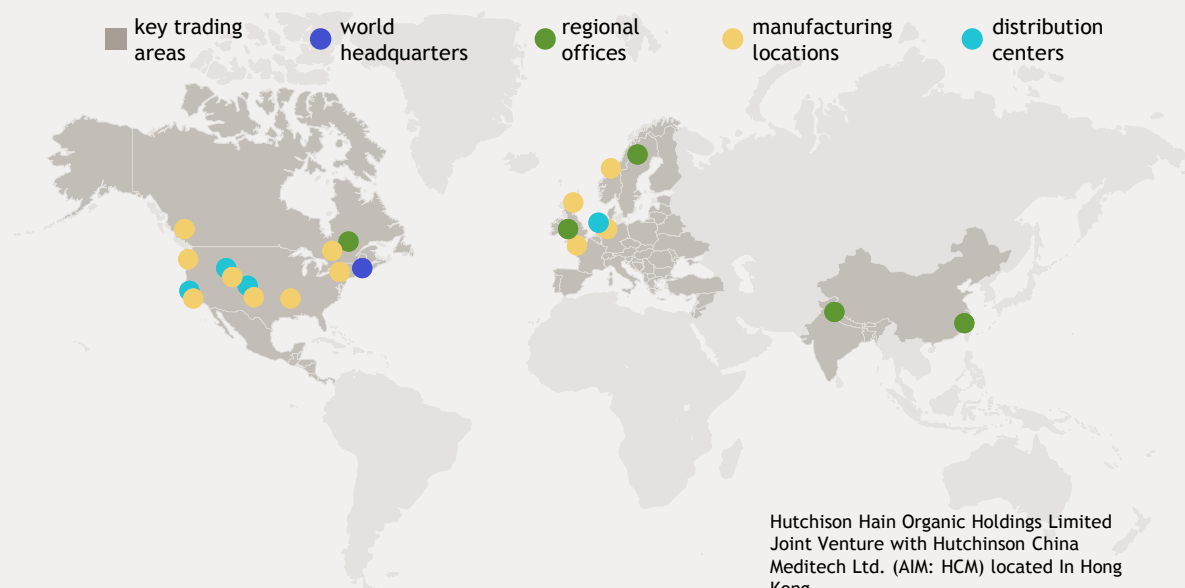 key trading
areas
world
headquarters
regional
offices
manufacturing
locations
distribution
centers
Hutchison Hain Organic Holdings Limited
Joint Venture with Hutchinson China
Meditech Ltd. (AIM: HCM) located In Hong
Kong